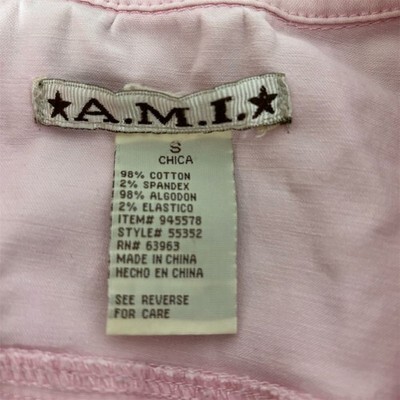 ★A.M.I.★
S
CHICA
98% COTTON
2% SPANDEX
98% ALGODON
2% ELASTICO
ITEM# 945578
STYLE# 55352
RN# 63963
MADE IN CHINA
HECHO EN CHINA
SEE REVERSE
FOR CARE